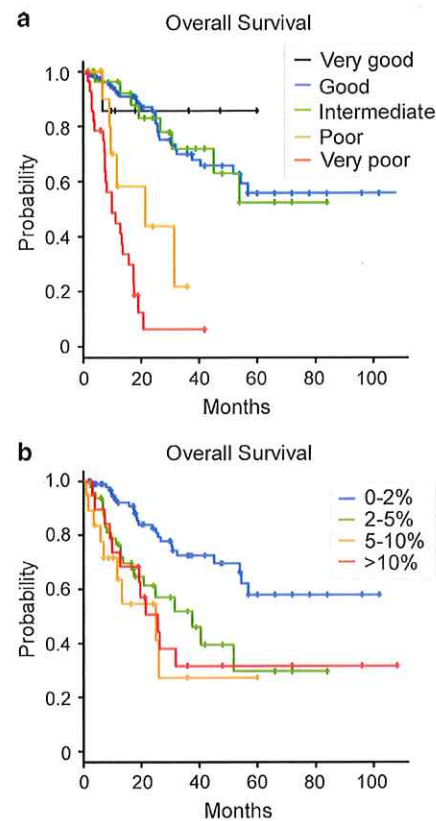 a
Overall Survival
Very good
Good
Intermediate
Poor
Very poor
Probability
1.0
0.8
0.6
0.4
0.2
0
0 20 40 60 80 100
Months
b
Overall Survival
0-2%
2-5%
5-10%
>10%
Probability
1.0
0.8
0.6
0.4
0.2
0
0 20 40 60 80 100
Months